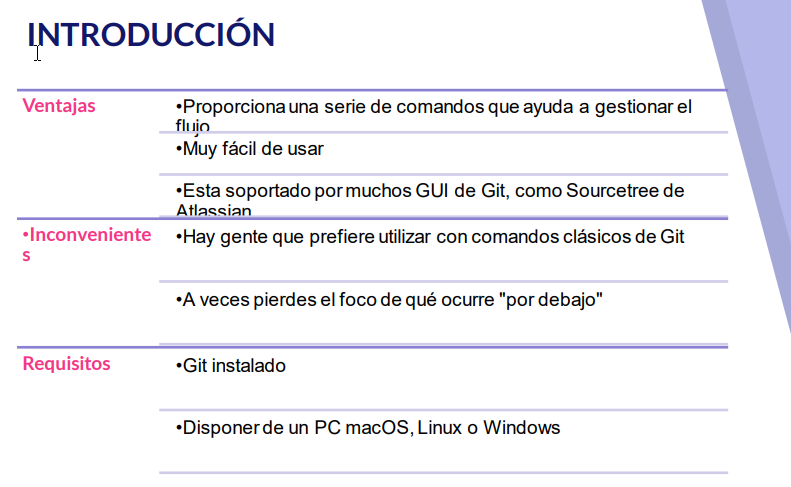 INTRODUCCIÓN
Ventajas
•Proporciona una serie de comandos que ayuda a gestionar el
flujo
•Muy fácil de usar
•Esta soportado por muchos GUI de Git, como Sourcetree de
Atlassian
•Inconveniente
s
•Hay gente que prefiere utilizar con comandos clásicos de Git
•A veces pierdes el foco de qué ocurre "por debajo"
Requisitos
•Git instalado
•Disponer de un PC macOS, Linux o Windows